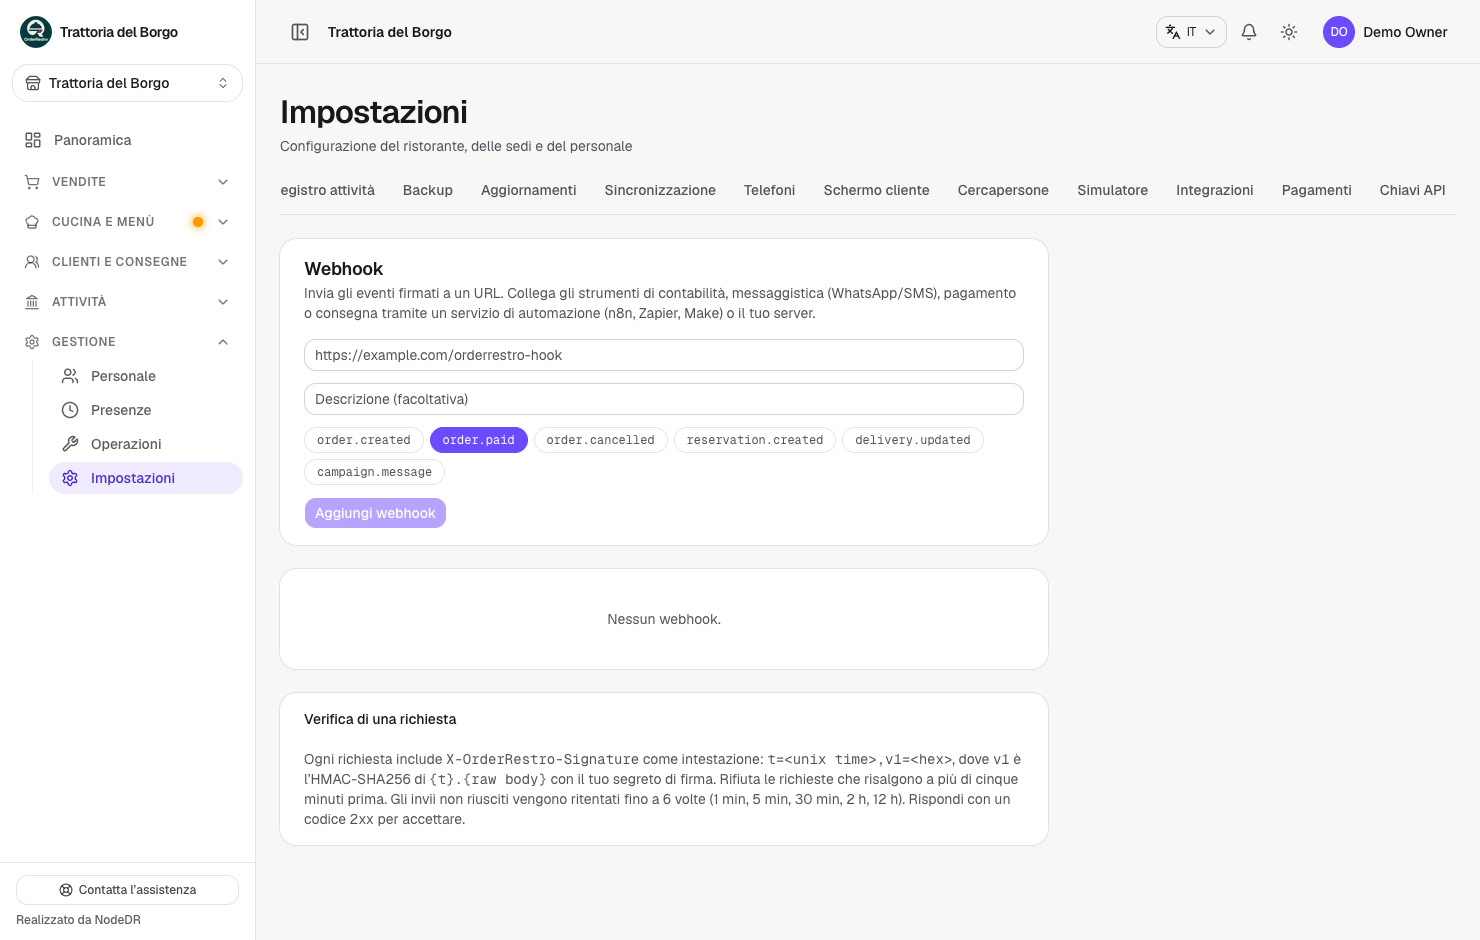 Trattoria del Borgo
Trattoria del Borgo
IT
DO
Demo Owner
Trattoria del Borgo
Panoramica
VENDITE
CUCINA E MENÙ
CLIENTI E CONSEGNE
ATTIVITÀ
GESTIONE
Personale
Presenze
Operazioni
Impostazioni
Contatta l'assistenza
Realizzato da NodeDR
Impostazioni
Configurazione del ristorante, delle sedi e del personale
egistro attività Backup Aggiornamenti Sincronizzazione Telefoni Schermo cliente Cercapersone Simulatore Integrazioni Pagamenti Chiavi API
Webhook
Invia gli eventi firmati a un URL. Collega gli strumenti di contabilità, messaggistica (WhatsApp/SMS), pagamento
o consegna tramite un servizio di automazione (n8n, Zapier, Make) o il tuo server.
https://example.com/orderrestro-hook
Descrizione (facoltativa)
order.created order.paid order.cancelled reservation.created delivery.updated
campaign.message
Aggiungi webhook
Nessun webhook.
Verifica di una richiesta
Ogni richiesta include X-OrderRestro-Signature come intestazione: t=<unix time>,v1=<hex>, dove v1 è
l'HMAC-SHA256 di {t}.{raw body} con il tuo segreto di firma. Rifiuta le richieste che risalgono a più di cinque
minuti prima. Gli invii non riusciti vengono ritentati fino a 6 volte (1 min, 5 min, 30 min, 2 h, 12 h). Rispondi con un
codice 2xx per accettare.